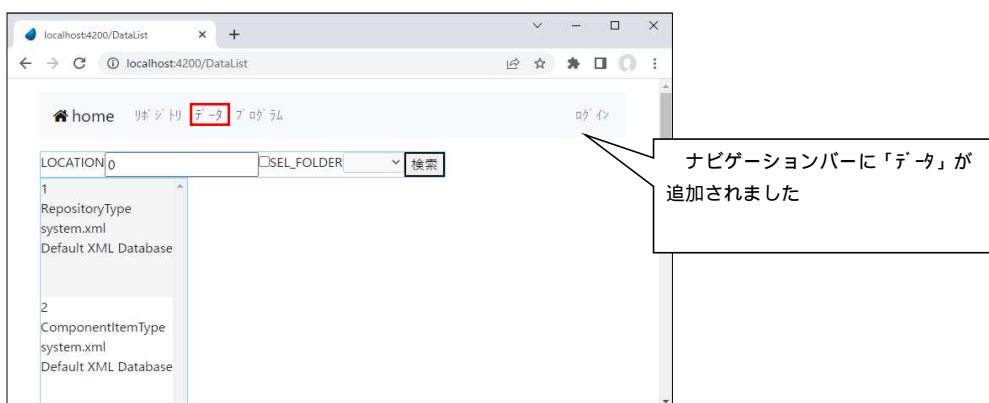 localhost:4200/DataList
localhost:4200/DataList
home ﾘﾎﾟｼﾞﾄﾘ ﾃﾞｰﾀ ﾌﾟﾛｸﾞﾗﾑ ﾛｸﾞｲﾝ
LOCATION 0 SEL_FOLDER 検索
1
RepositoryType
system.xml
Default XML Database
2
ComponentItemType
system.xml
Default XML Database
ナビゲーションバーに「ﾃﾞｰﾀ」が
追加されました